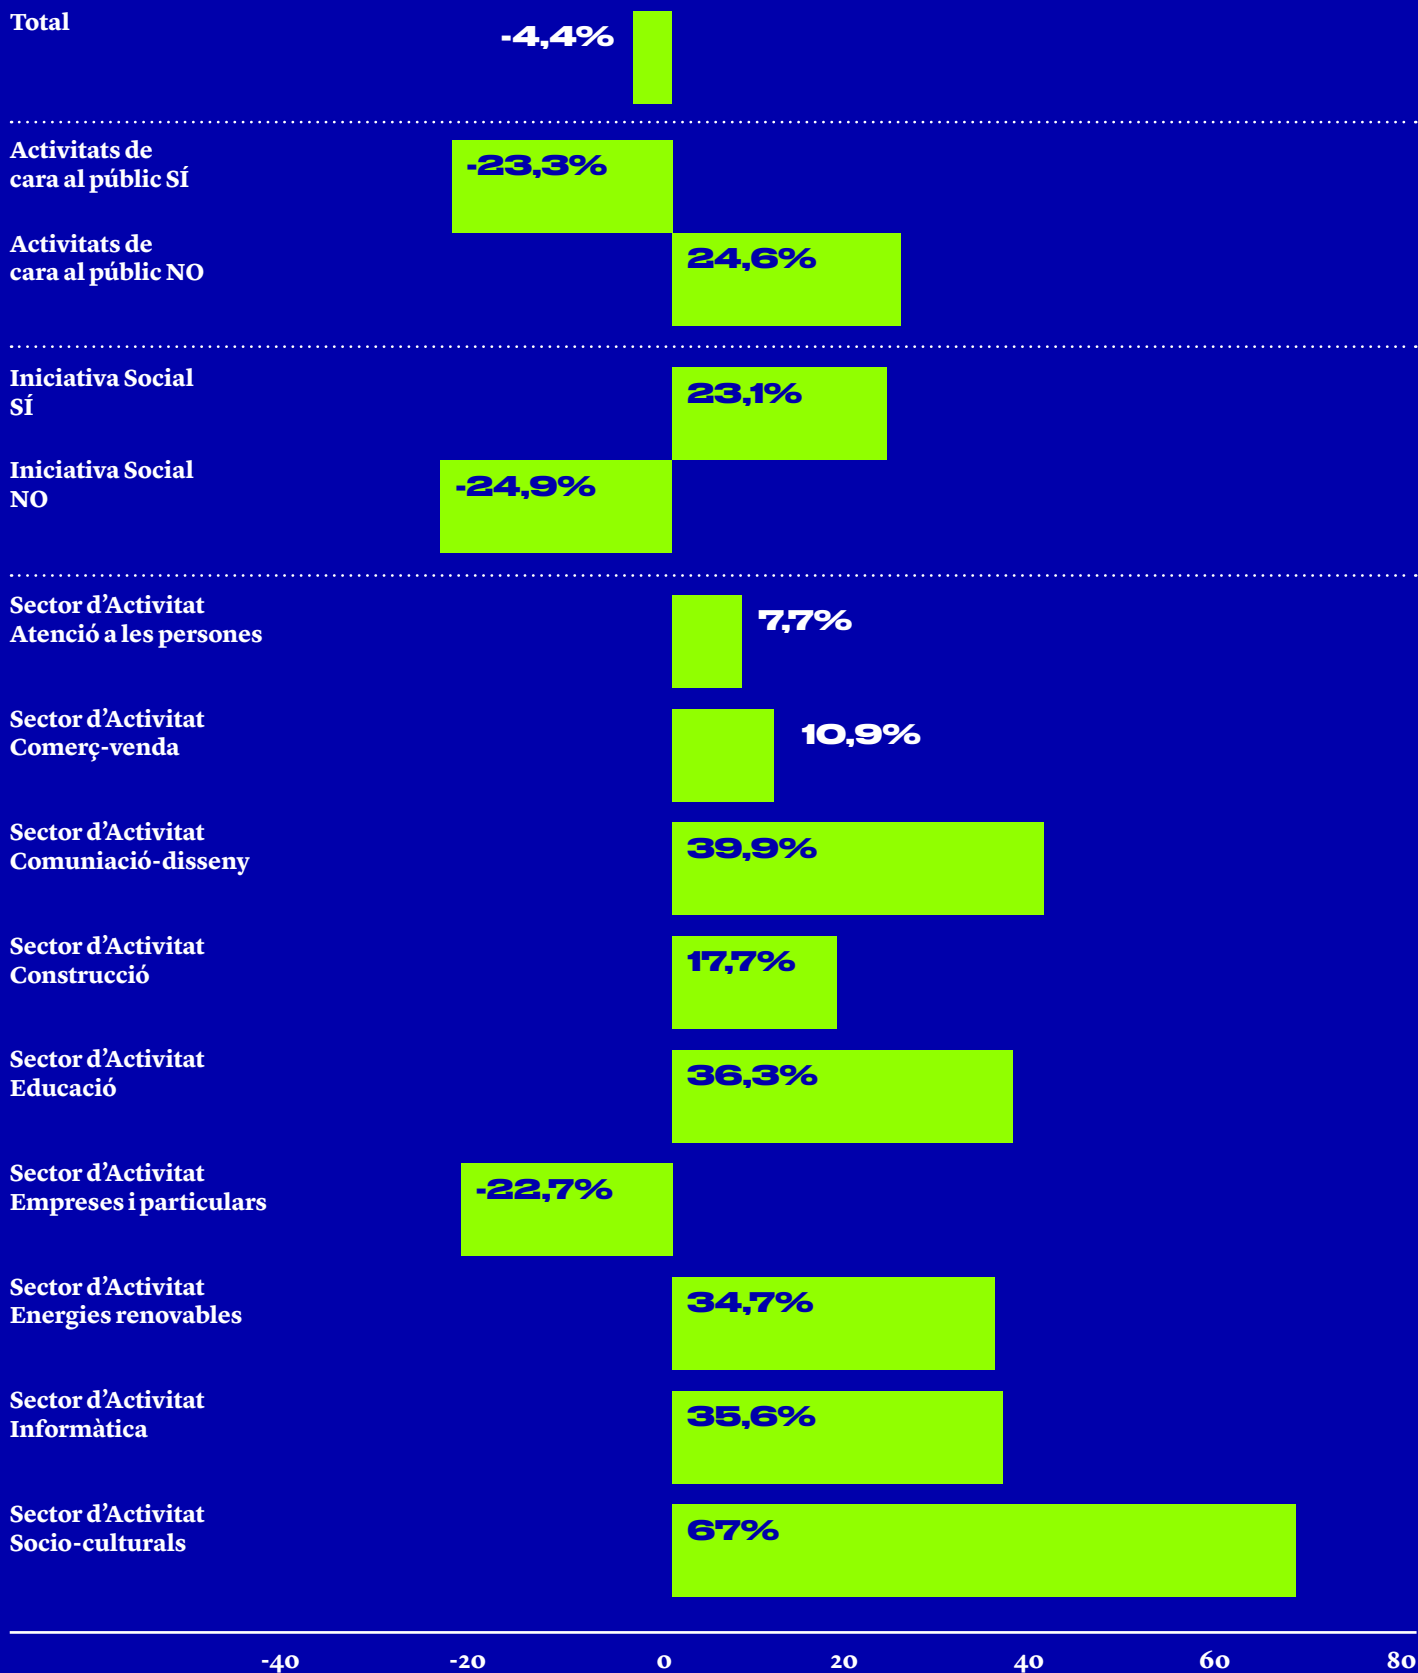 Total
-4,4%
Activitats de
cara al públic SÍ
-23,3%
Activitats de
cara al públic NO
24,6%
Iniciativa Social
SÍ
23,1%
Iniciativa Social
NO
-24,9%
Sector d’Activitat
Atenció a les persones
7,7%
Sector d’Activitat
Comerç-venda
10,9%
Sector d’Activitat
Comuniació-disseny
39,9%
Sector d’Activitat
Construcció
17,7%
Sector d’Activitat
Educació
36,3%
Sector d’Activitat
Empreses i particulars
-22,7%
Sector d’Activitat
Energies renovables
34,7%
Sector d’Activitat
Informàtica
35,6%
Sector d’Activitat
Socio-culturals
67%
-40 -20 0 20 40 60 80